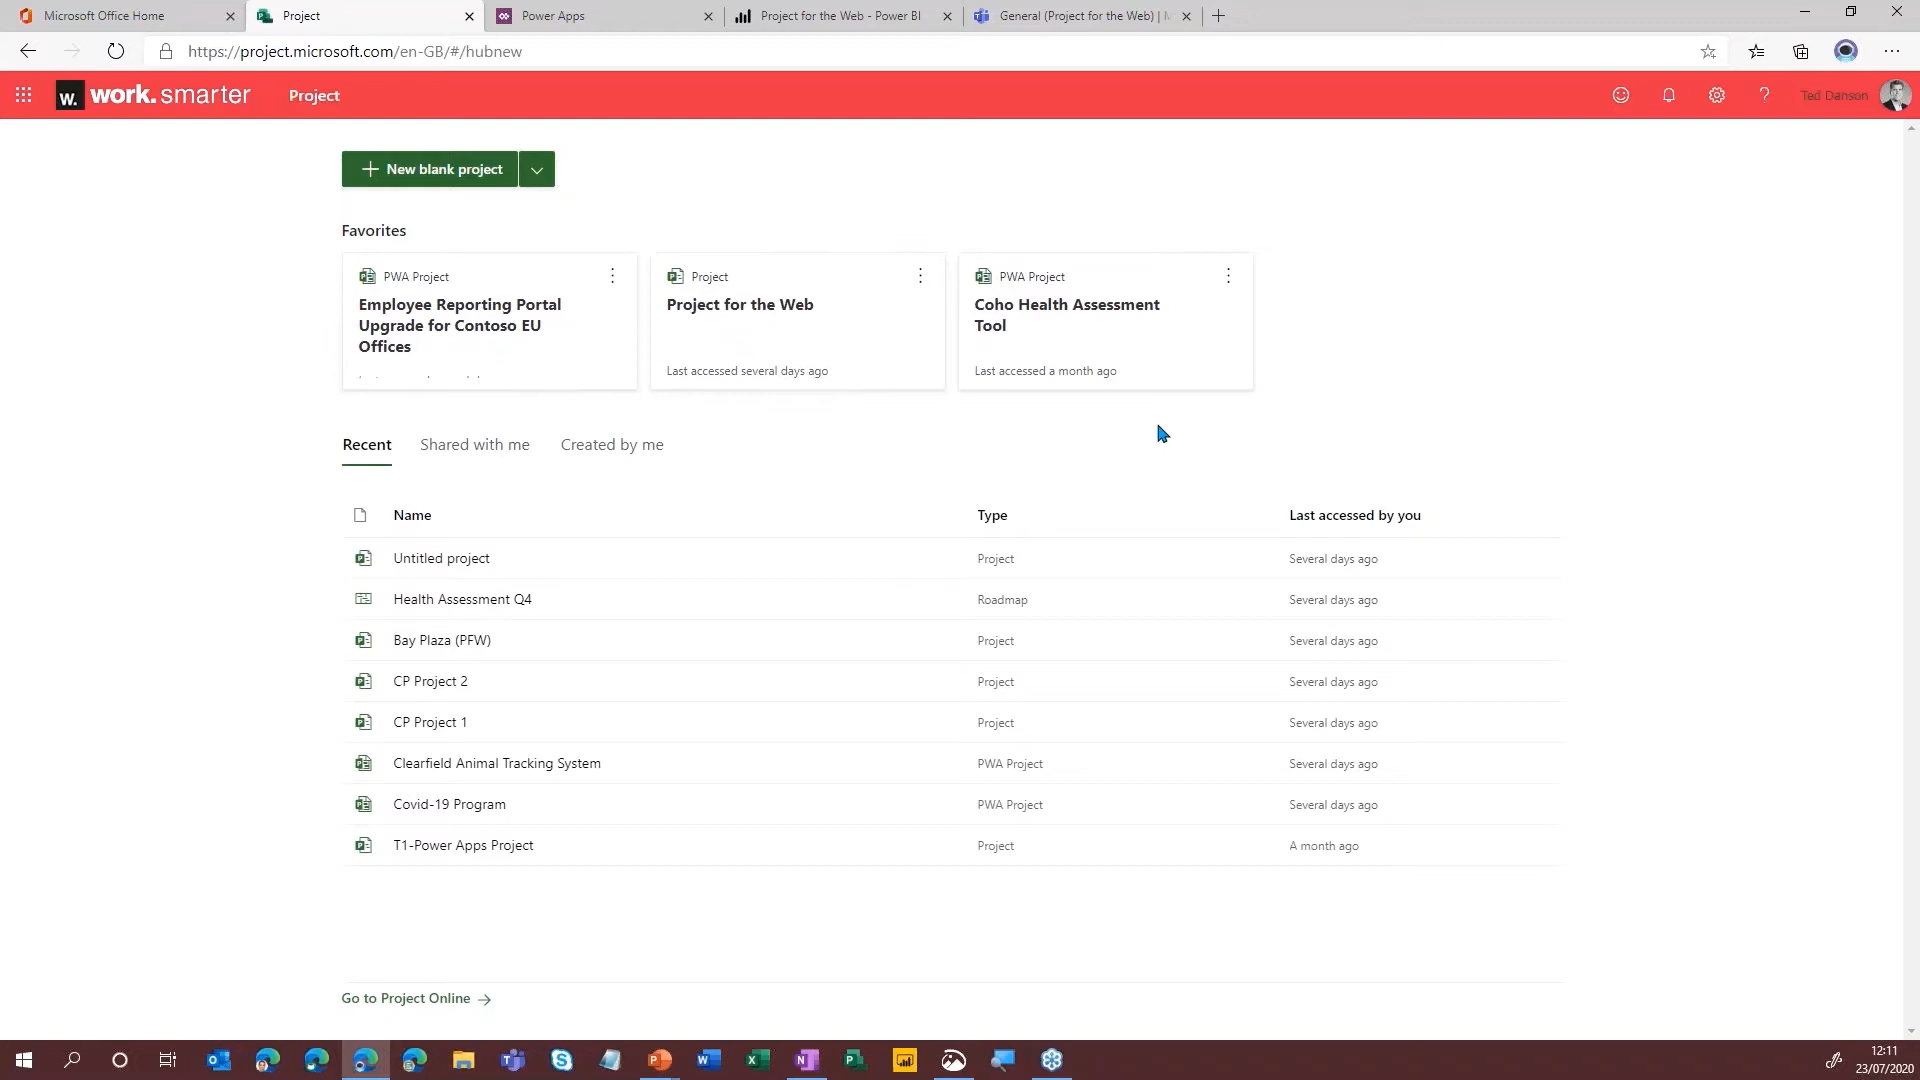 Microsoft Office Home
Project
Power Apps
Project for the Web - Power BI
General (Project for the Web) |
https://project.microsoft.com/en-GB/#/hubnew
w. work.smarter
Project
Ted Danson
New blank project
Favorites
PWA Project
Employee Reporting Portal
Upgrade for Contoso EU
Offices
Project
Project for the Web
Last accessed several days ago
PWA Project
Coho Health Assessment
Tool
Last accessed a month ago
Recent
Shared with me
Created by me
Name
Type
Last accessed by you
Untitled project
Project
Several days ago
Health Assessment Q4
Roadmap
Several days ago
Bay Plaza (PFW)
Project
Several days ago
CP Project 2
Project
Several days ago
CP Project 1
Project
Several days ago
Clearfield Animal Tracking System
PWA Project
Several days ago
Covid-19 Program
PWA Project
Several days ago
T1-Power Apps Project
Project
A month ago
Go to Project Online
12:11
23/07/2020